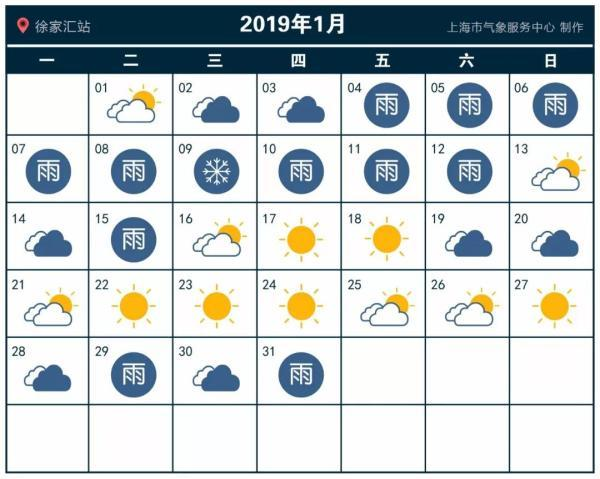 徐家汇站 2019年1月 上海市气象服务中心 制作
一 二 三 四 五 六 日
01 02 03 04 雨 05 雨 06 雨
07 雨 08 雨 09 10 雨 11 雨 12 雨 13
14 15 雨 16 17 18 19 20
21 22 23 24 25 26 27
28 29 雨 30 31 雨